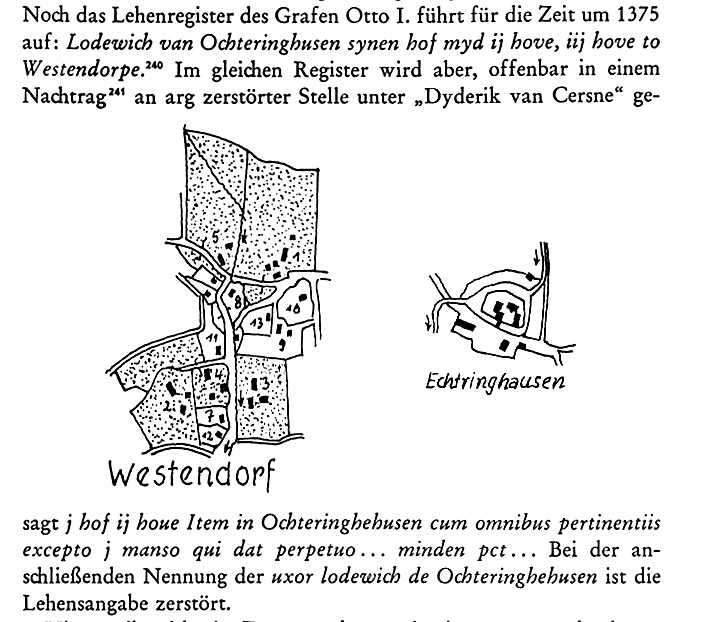 Noch das Lehenregister des Grafen Otto I. führt für die Zeit um 1375
auf: Lodewich van Ochteringhusen synen hof myd ij hove, iij hove to
Westendorpe.²⁴⁰ Im gleichen Register wird aber, offenbar in einem
Nachtrag²⁴¹ an arg zerstörter Stelle unter „Dyderik van Cersne“ ge-
5
1
8
10
13
9
11
4
3
2
7
12
Westendorf
Echtringhausen
sagt j hof ij houe Item in Ochteringhehusen cum omnibus pertinentiis
excepto j manso qui dat perpetuo... minden pct... Bei der an-
schließenden Nennung der uxor lodewich de Ochteringhehusen ist die
Lehensangabe zerstört.